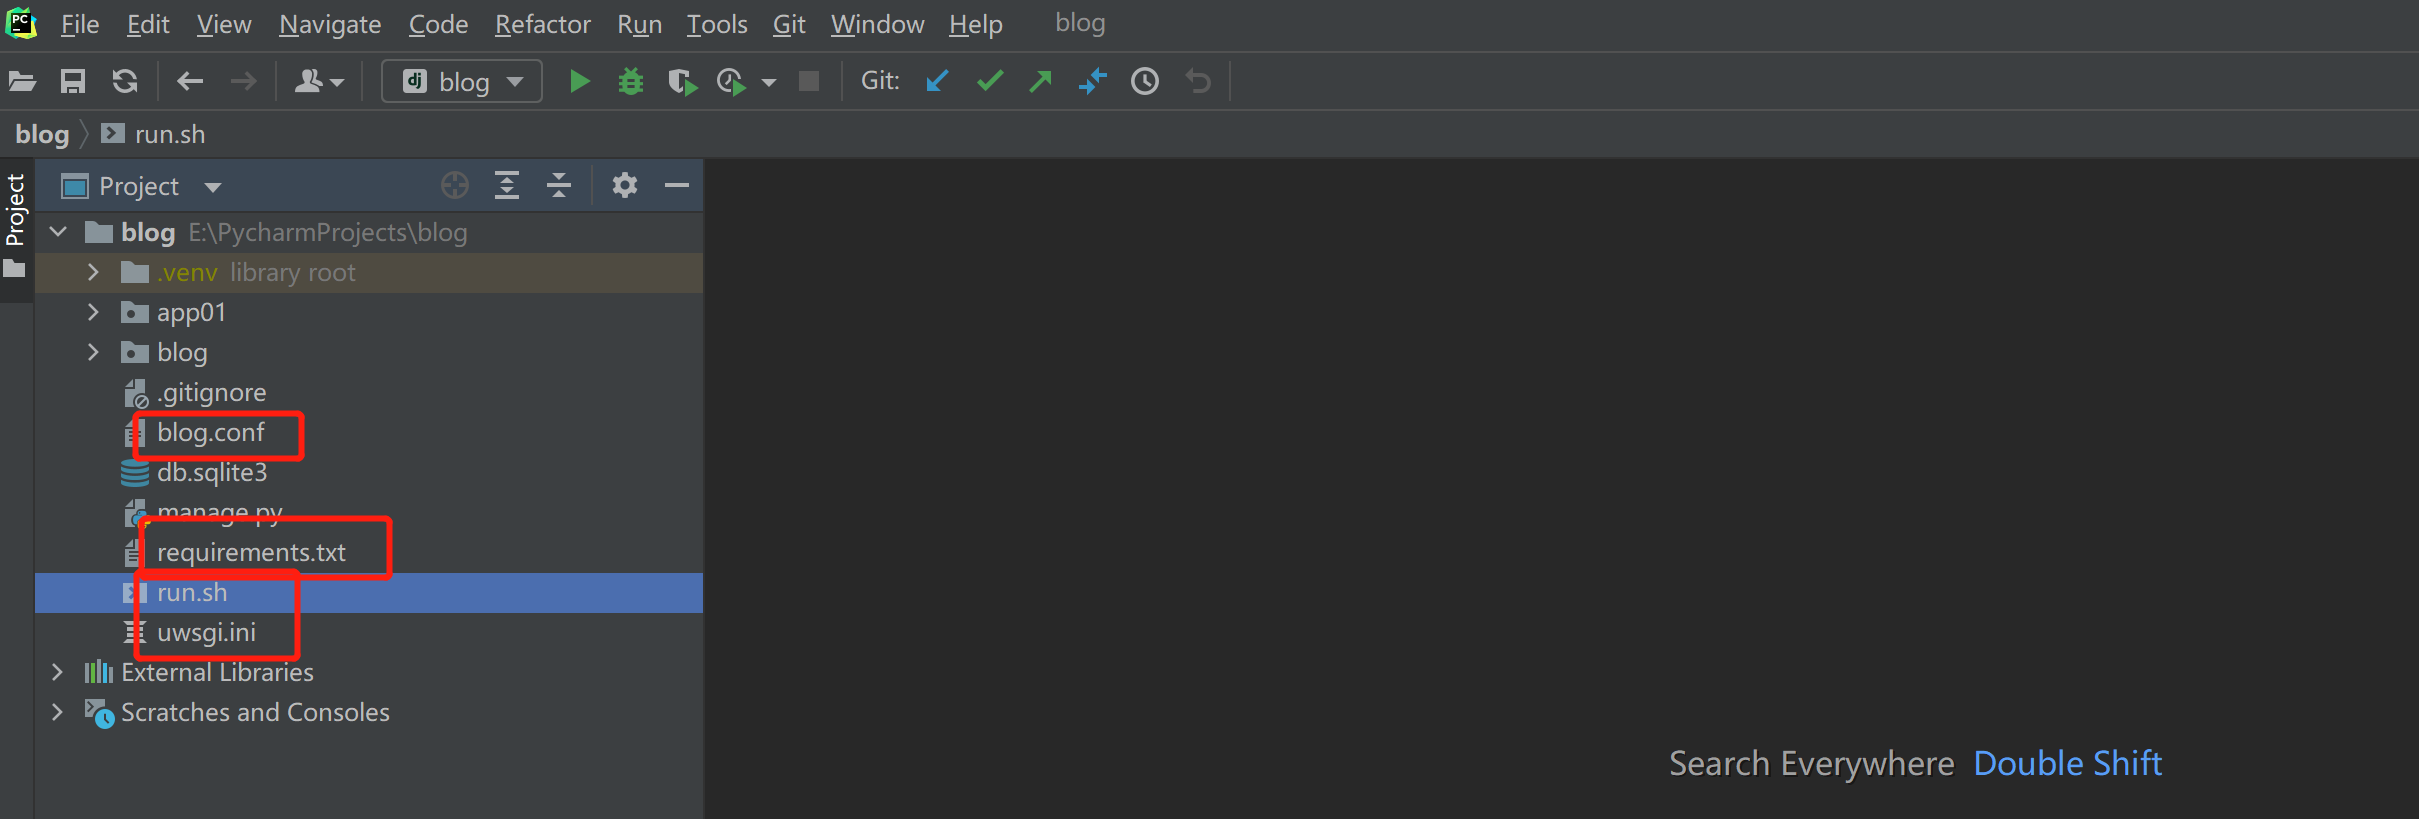 PC File Edit View Navigate Code Refactor Run Tools Git Window Help blog
dj blog Git:
blog run.sh
Project
Project
blog E:\PycharmProjects\blog
.venv library root
app01
blog
.gitignore
blog.conf
db.sqlite3
manage.py
requirements.txt
run.sh
uwsgi.ini
External Libraries
Scratches and Consoles
Search Everywhere Double Shift